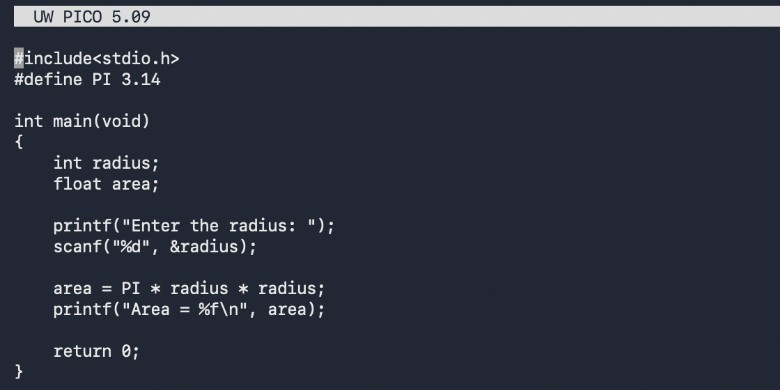 UW PICO 5.09
#include<stdio.h>
#define PI 3.14
int main(void)
{
    int radius;
    float area;
    printf("Enter the radius: ");
    scanf("%d", &radius);
    area = PI * radius * radius;
    printf("Area = %f\n", area);
    return 0;
}